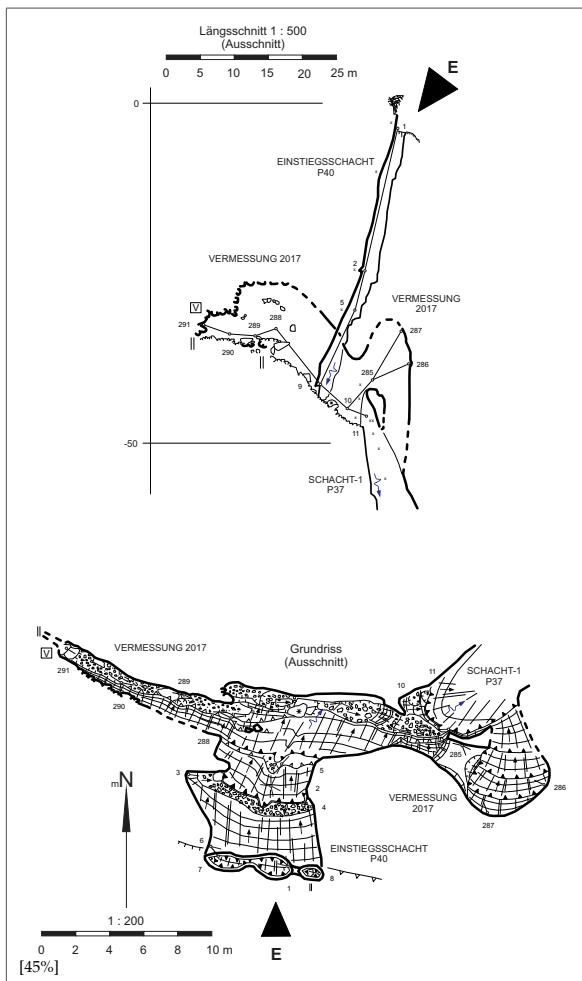 Längsschnitt 1 : 500
(Ausschnitt)
0 5 10 15 20 25 m
E
0
1
EINSTIEGSSCHACHT
P40
VERMESSUNG 2017
2
5
VERMESSUNG
2017
V
291
290
289
288
287
286
285
9
10
11
-50
SCHACHT-1
P37
VERMESSUNG 2017
Grundriss
(Ausschnitt)
V
291
290
289
288
11
10
SCHACHT-1
P37
285
286
287
VERMESSUNG
2017
3
5
2
4
6
7
1
8
EINSTIEGSSCHACHT
P40
mN
1 : 200
0 2 4 6 8 10 m
E
[45%]